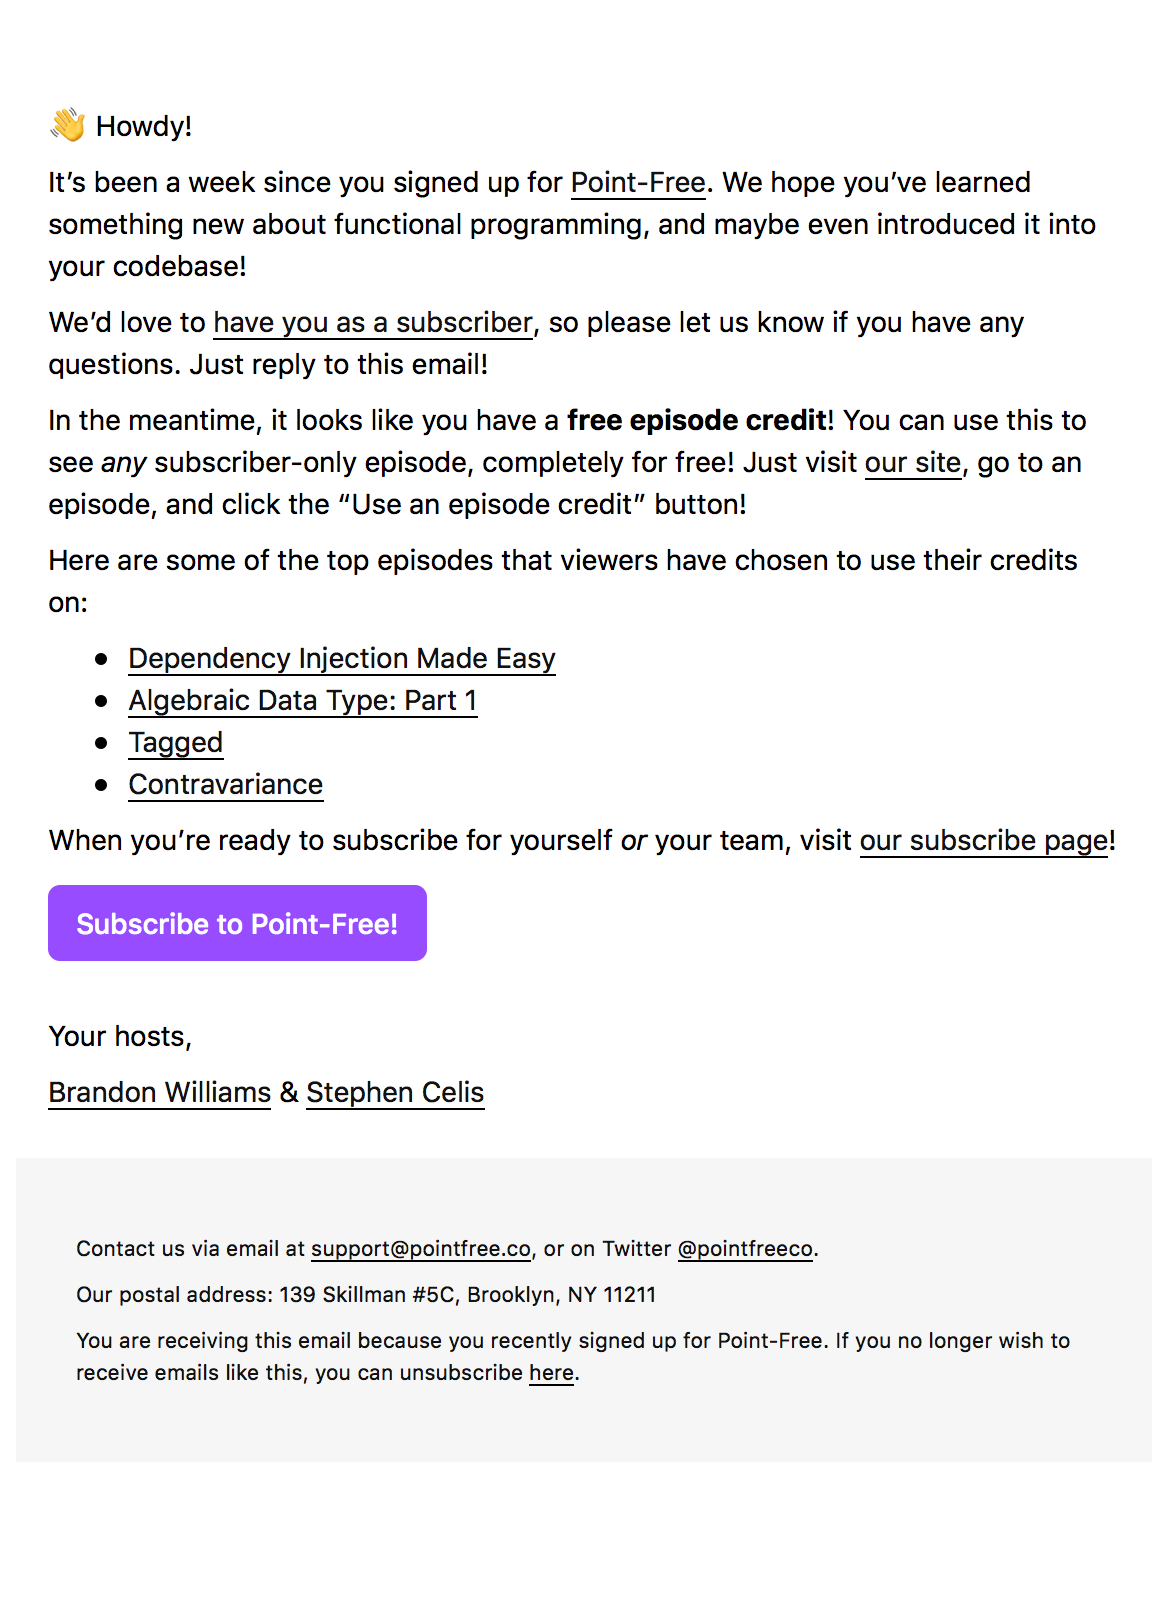 👋 Howdy!
It’s been a week since you signed up for Point-Free. We hope you’ve learned
something new about functional programming, and maybe even introduced it into
your codebase!
We’d love to have you as a subscriber, so please let us know if you have any
questions. Just reply to this email!
In the meantime, it looks like you have a free episode credit! You can use this to
see any subscriber-only episode, completely for free! Just visit our site, go to an
episode, and click the “Use an episode credit” button!
Here are some of the top episodes that viewers have chosen to use their credits
on:
• Dependency Injection Made Easy
• Algebraic Data Type: Part 1
• Tagged
• Contravariance
When you’re ready to subscribe for yourself or your team, visit our subscribe page!
Subscribe to Point-Free!
Your hosts,
Brandon Williams & Stephen Celis
Contact us via email at support@pointfree.co, or on Twitter @pointfreeco.
Our postal address: 139 Skillman #5C, Brooklyn, NY 11211
You are receiving this email because you recently signed up for Point-Free. If you no longer wish to
receive emails like this, you can unsubscribe here.